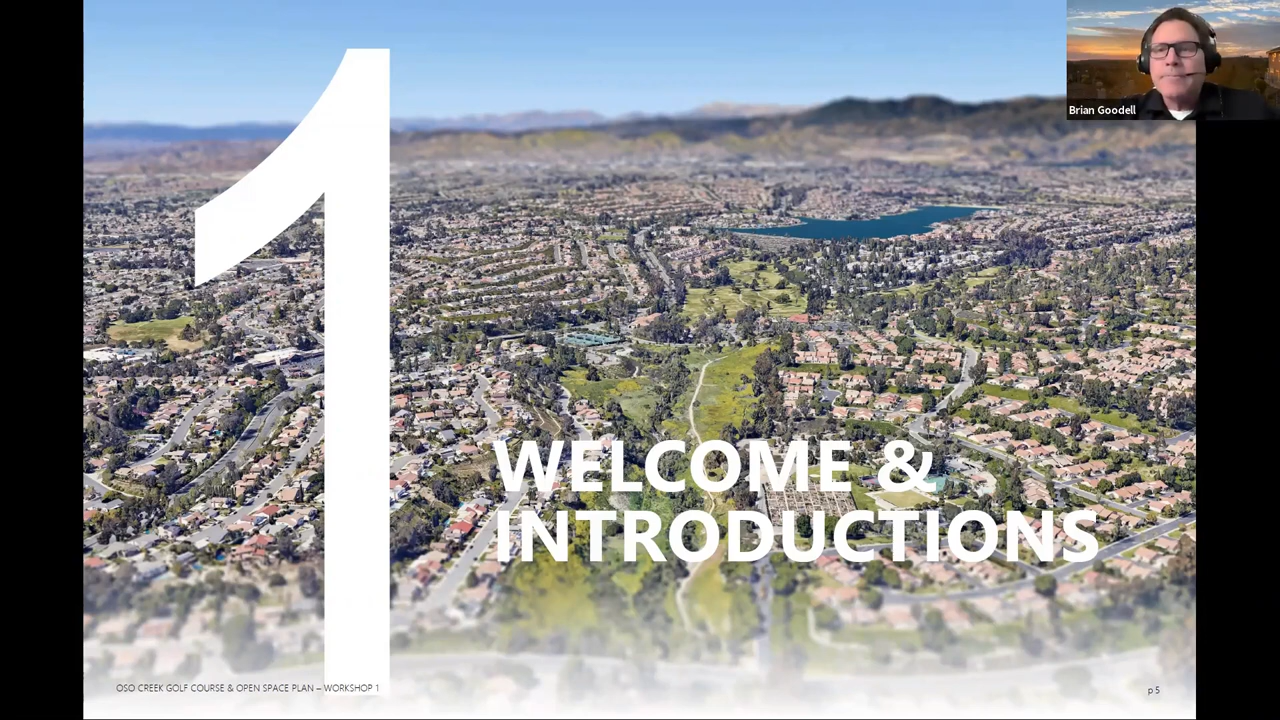 Brian Goodell
1
WELCOME &
INTRODUCTIONS
OSO CREEK GOLF COURSE & OPEN SPACE PLAN – WORKSHOP 1
p 5